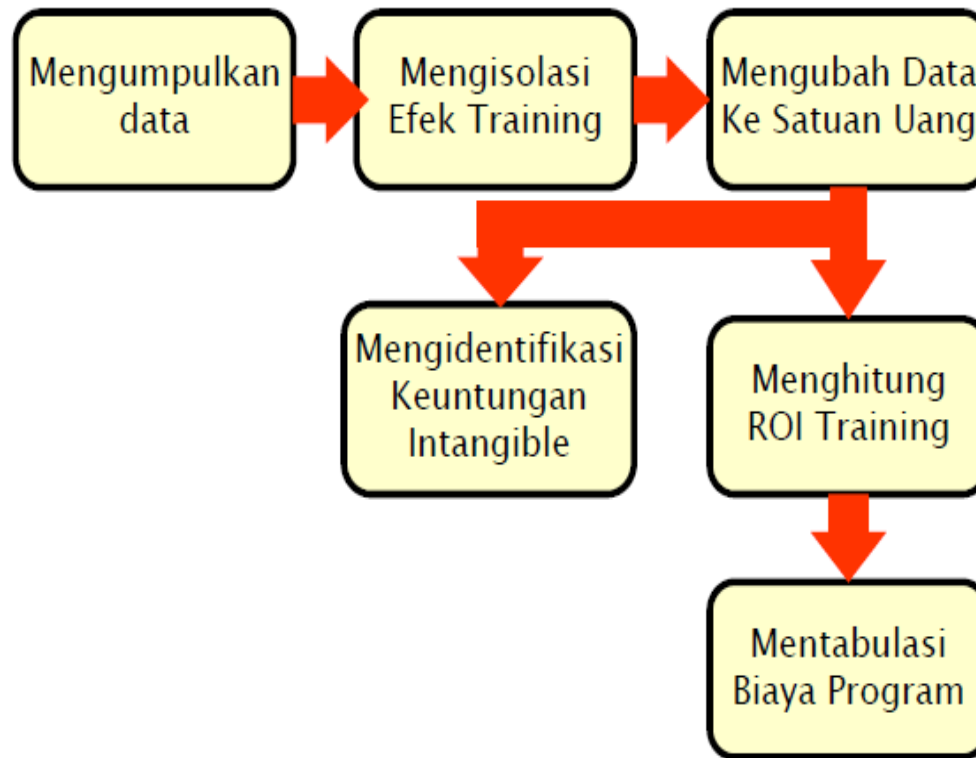 Mengumpulkan
data
Mengisolasi
Efek Training
Mengubah Data
Ke Satuan Uang
Mengidentifikasi
Keuntungan
Intangible
Menghitung
ROI Training
Mentabulasi
Biaya Program